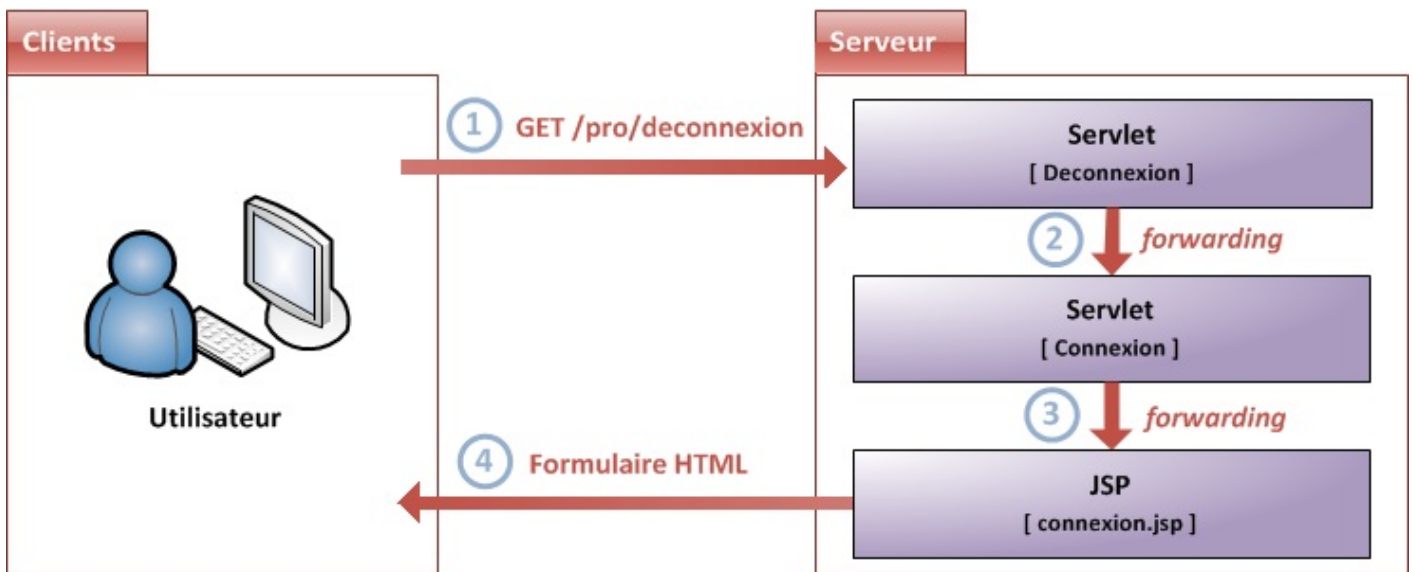 Clients
Serveur
1 GET /pro/deconnexion
Servlet
[ Deconnexion ]
2 forwarding
Servlet
[ Connexion ]
Utilisateur
3 forwarding
4 Formulaire HTML
JSP
[ connexion.jsp ]